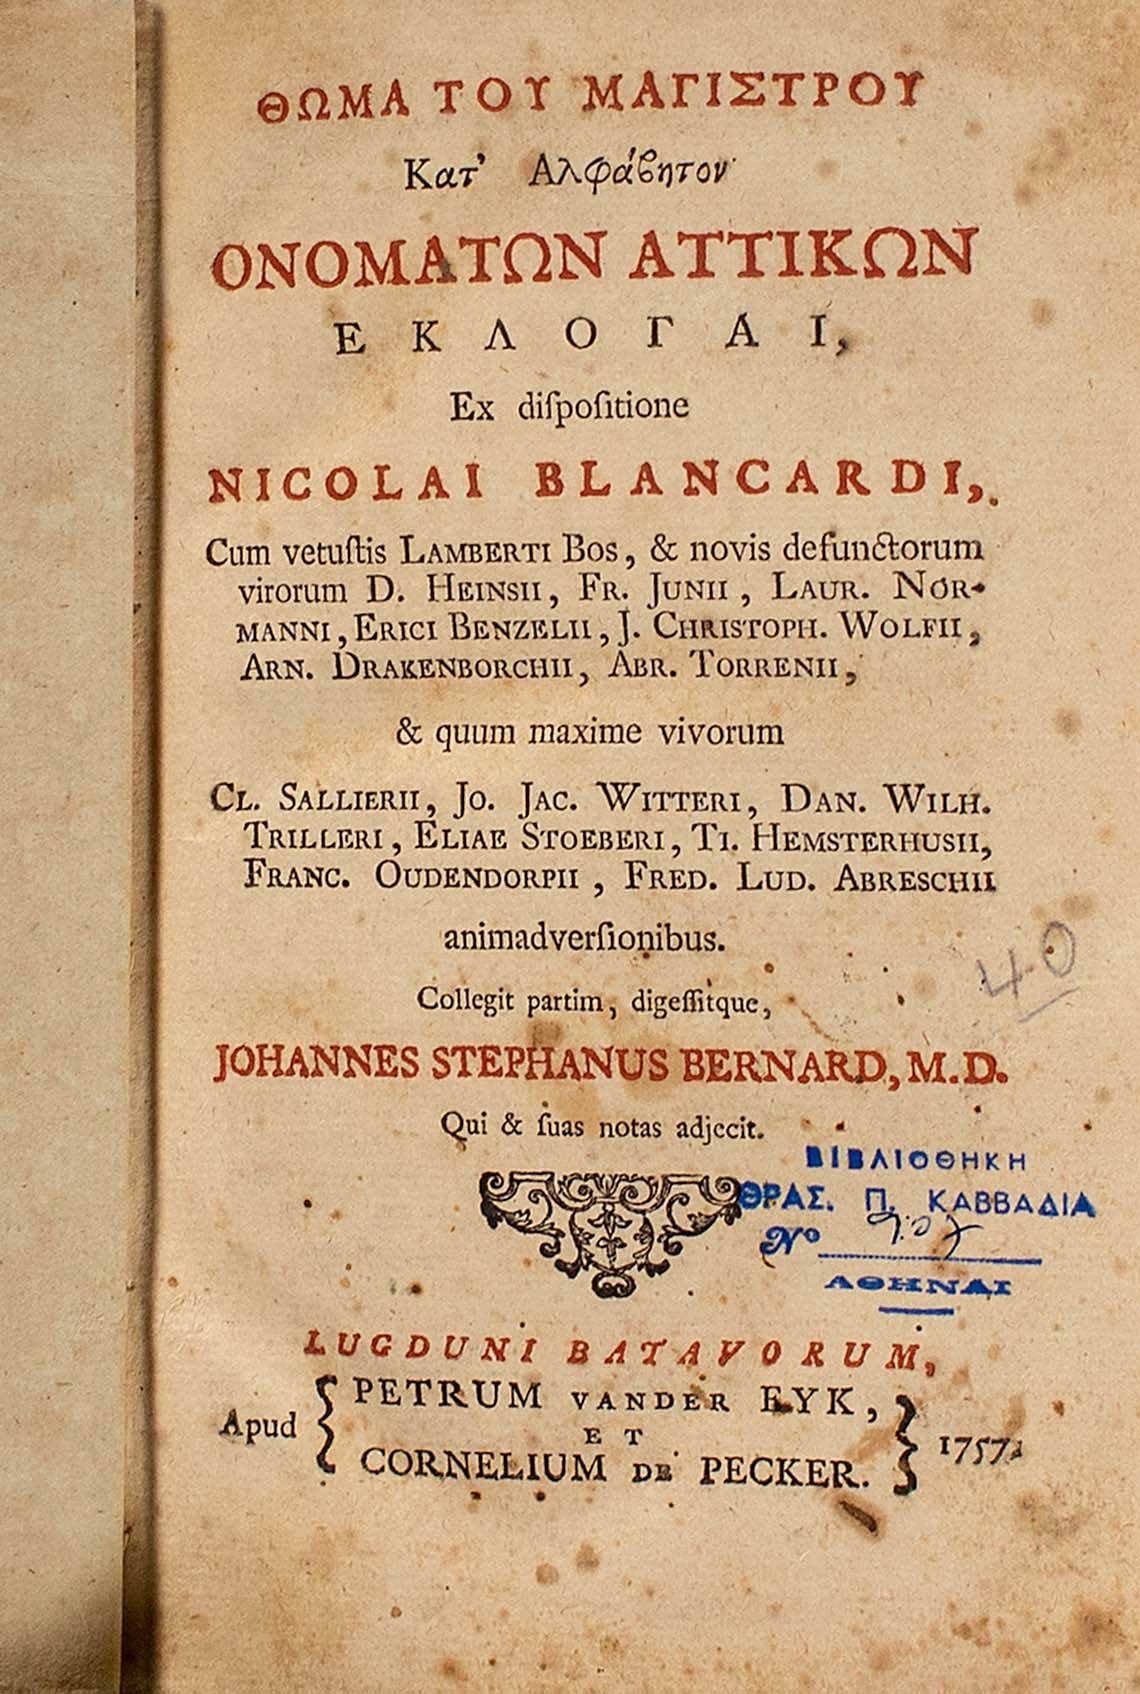 ΘΩΜΑ ΤΟΥ ΜΑΓΙΣΤΡΟΥ
Κατ' Αλφάβητον
ΟΝΟΜΑΤΩΝ ΑΤΤΙΚΩΝ
ΕΚΛΟΓΑΙ,
Ex diſpoſitione
NICOLAI BLANCARDI,
Cum vetuſtis LAMBERTI BOS, & novis defunctorum
virorum D. HEINSII, FR. JUNII, LAUR. NOR-
MANNI, ERICI BENZELII, J. CHRISTOPH. WOLFII,
ARN. DRAKENBORCHII, ABR. TORRENII,
& quum maxime vivorum
CL. SALLIERII, JO. JAC. WITTERI, DAN. WILH.
TRILLERI, ELIAE STOEBERI, TI. HEMSTERHUSII,
FRANC. OUDENDORPII, FRED. LUD. ABRESCHII
animadverſionibus.
Collegit partim, digeſſitque,
JOHANNES STEPHANUS BERNARD, M.D.
Qui & ſuas notas adjecit.
40
ΒΙΒΛΙΟΘΗΚΗ
ΘΡΑΣ. Π. ΚΑΒΒΑΔΙΑ
Nº
ΑΘΗΝΑΙ
LUGDUNI BATAVORUM,
Apud { PETRUM VANDER EYK,
ET
CORNELIUM DE PECKER. } 1757.